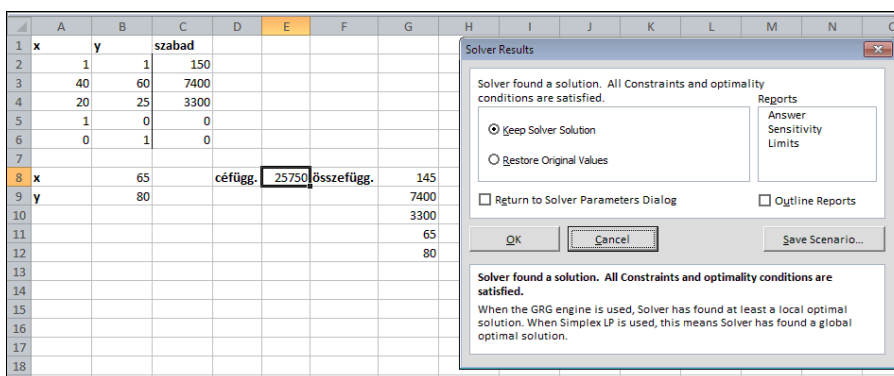 A B C D E F G H I J K L M N
1 x y szabad
2 1 1 150
3 40 60 7400
4 20 25 3300
5 1 0 0
6 0 1 0
7
8 x 65 céfügg. 25750 összefügg. 145
9 y 80 7400
10 3300
11 65
12 80
13
14
15
16
17
18
Solver Results
Solver found a solution. All Constraints and optimality
conditions are satisfied.
Reports
Answer
Sensitivity
Limits
Keep Solver Solution
Restore Original Values
Return to Solver Parameters Dialog
Outline Reports
OK
Cancel
Save Scenario...
Solver found a solution. All Constraints and optimality conditions are
satisfied.
When the GRG engine is used, Solver has found at least a local optimal
solution. When Simplex LP is used, this means Solver has found a global
optimal solution.